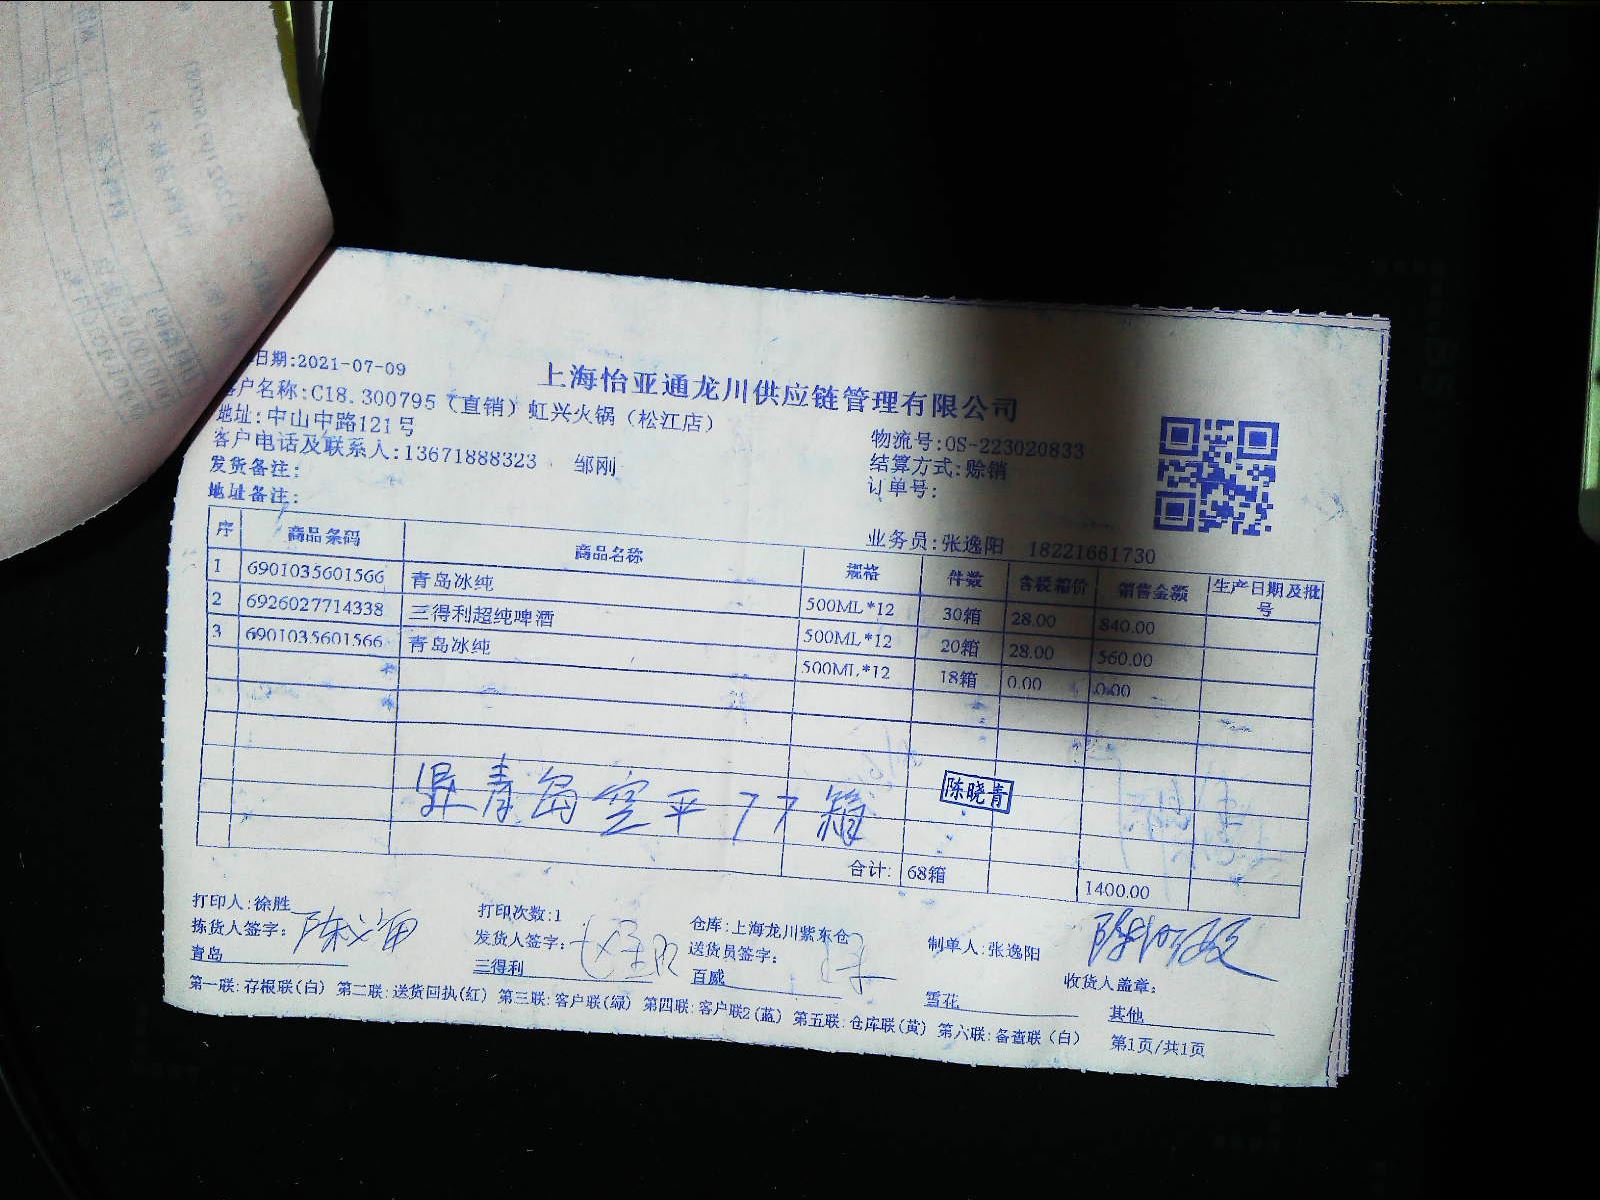 日期:2021-07-09
上海怡亚通龙川供应链管理有限公司
客户名称:C18.300795（直销）虹兴火锅（松江店）
地址:中山中路121号
物流号:OS-223020833
客户电话及联系人:13671888323 邹刚
结算方式:赊销
发货备注:
订单号:
地址备注:
业务员:张逸阳 18221661730
序 商品条码 商品名称 规格 件数 含税箱价 销售金额 生产日期及批号
1 6901035601566 青岛冰纯 500ML*12 30箱 28.00 840.00
2 6926027714338 三得利超纯啤酒 500ML*12 20箱 28.00 560.00
3 6901035601566 青岛冰纯 500ML*12 18箱 0.00 0.00
青岛空 77箱
陈晓青
合计: 68箱 1400.00
打印人:徐胜 打印次数:1 仓库:上海龙川紫东仓 制单人:张逸阳
拣货人签字: 发货人签字: 送货员签字: 收货人盖章:
青岛 三得利 百威 雪花 其他
第一联:存根联(白) 第二联:送货回执(红) 第三联:客户联(绿) 第四联:客户联2(蓝) 第五联:仓库联(黄) 第六联:备查联(白) 第1页/共1页